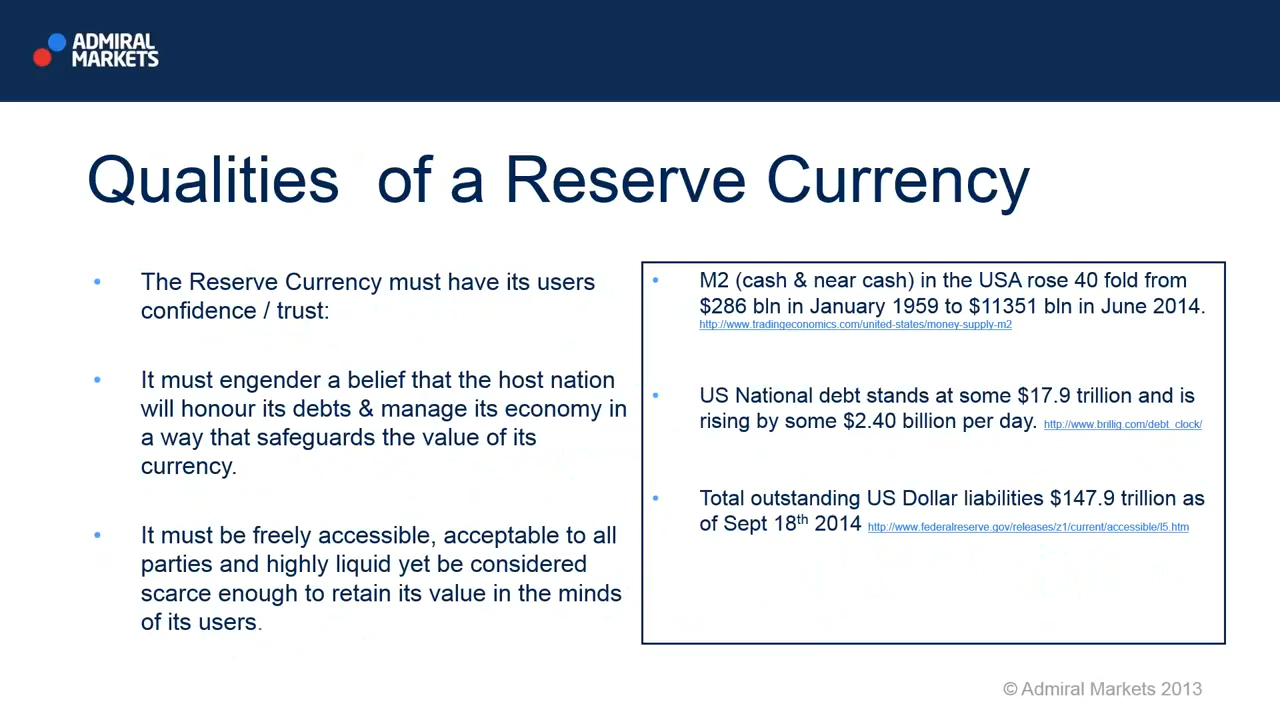 ADMIRAL
MARKETS
Qualities  of a Reserve Currency
• The Reserve Currency must have its users
confidence / trust:
• It must engender a belief that the host nation
will honour its debts & manage its economy in
a way that safeguards the value of its
currency.
• It must be freely accessible, acceptable to all
parties and highly liquid yet be considered
scarce enough to retain its value in the minds
of its users.
• M2 (cash & near cash) in the USA rose 40 fold from
$286 bln in January 1959 to $11351 bln in June 2014.
http://www.tradingeconomics.com/united-states/money-supply-m2
• US National debt stands at some $17.9 trillion and is
rising by some $2.40 billion per day. http://www.brillig.com/debt_clock/
• Total outstanding US Dollar liabilities $147.9 trillion as
of Sept 18th 2014 http://www.federalreserve.gov/releases/z1/current/accessible/l5.htm
© Admiral Markets 2013